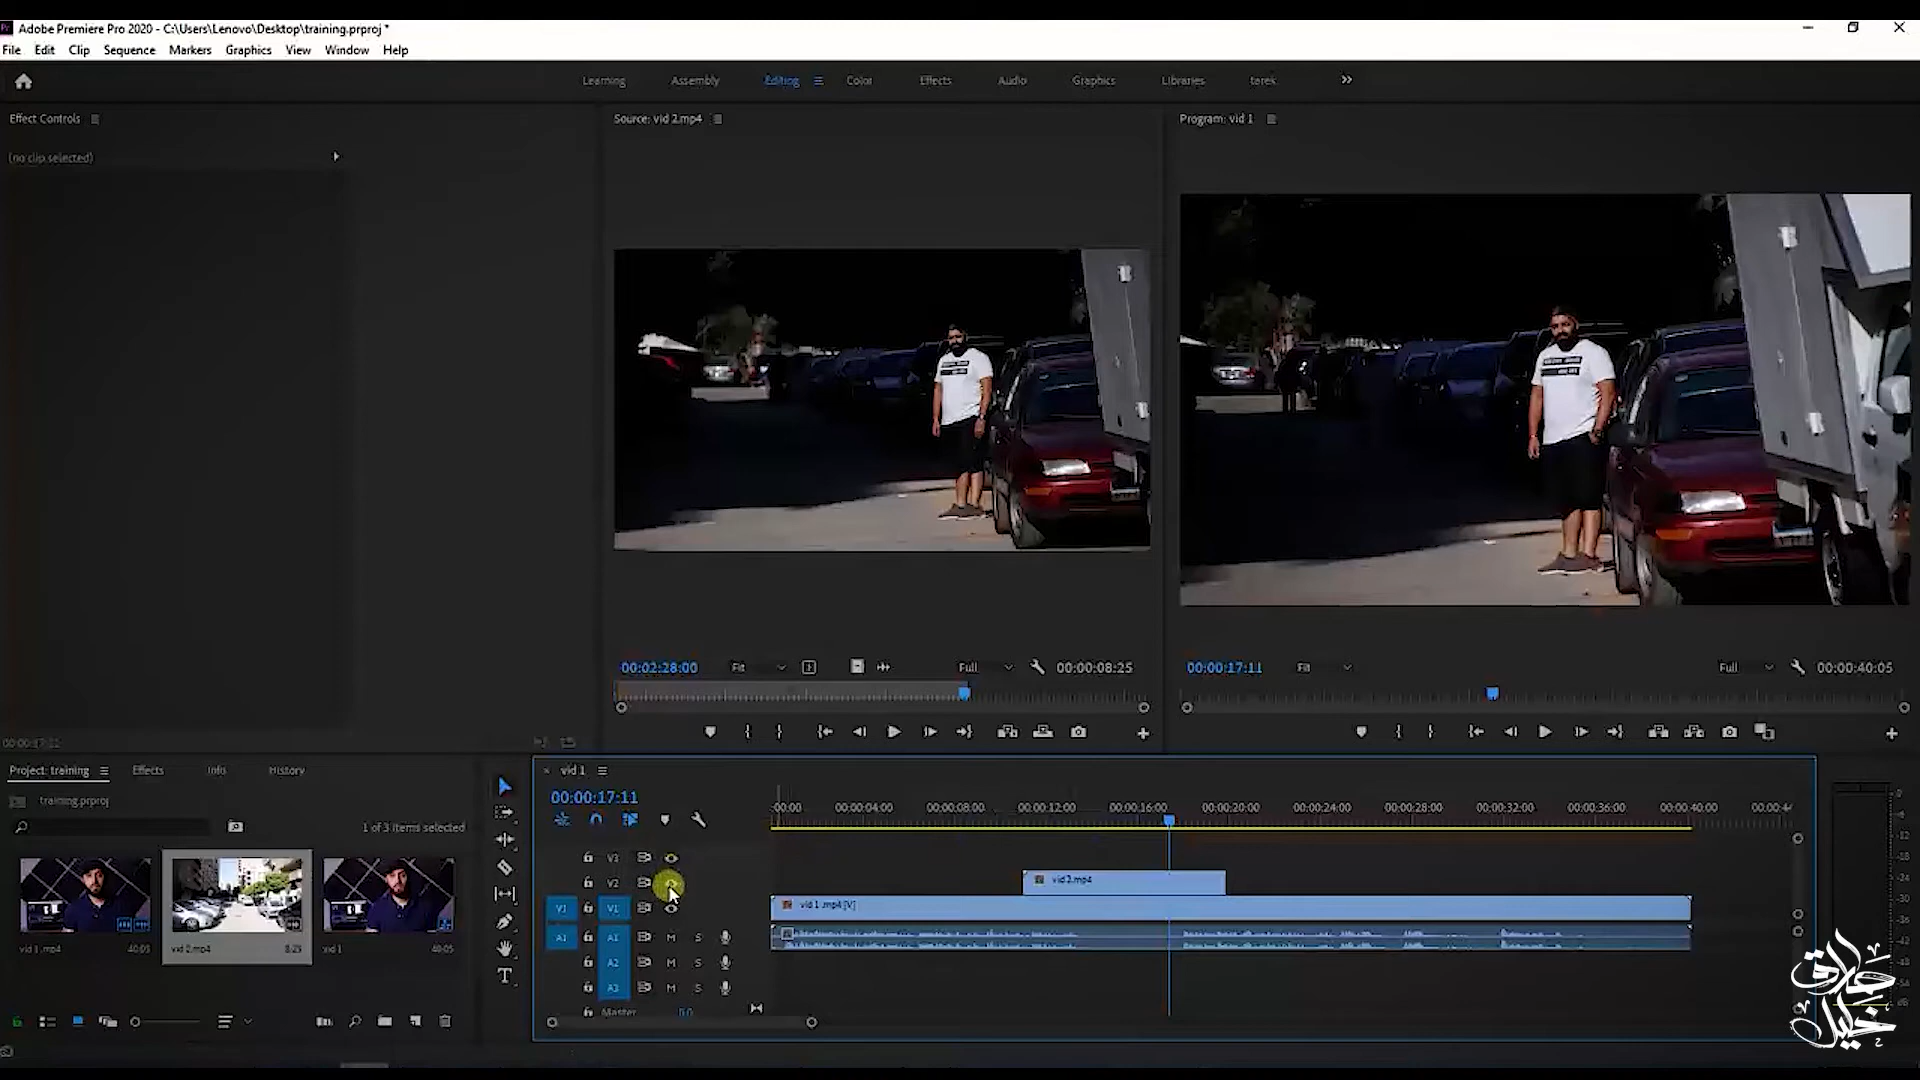 Adobe Premiere Pro 2020 - C:\Users\Lenovo\Desktop\training.prproj *
File Edit Clip Sequence Markers Graphics View Window Help
Learning Assembly Editing Color Effects Audio Graphics Libraries tarek
Effect Controls
Source: vid 2.mp4
Program: vid 1
(no clip selected)
00:02:28:00 Fit Full 00:00:08:25
00:00:17:11 Fit Full 00:00:40:05
00:00:17:11
Project: training Effects Info History
vid 1
training.prproj
00:00:17:11
1 of 3 items selected
:00:00 00:00:04:00 00:00:08:00 00:00:12:00 00:00:16:00 00:00:20:00 00:00:24:00 00:00:28:00 00:00:32:00 00:00:36:00 00:00:40:00
V3
V2 vid 2.mp4
V1 V1 vid 1.mp4 [V]
A1 A1 M S
A2 M S
A3 M S
Master 0.0
vid 1.mp4 40:05 vid 2.mp4 8:25 vid 1 40:05
طارق
خليل